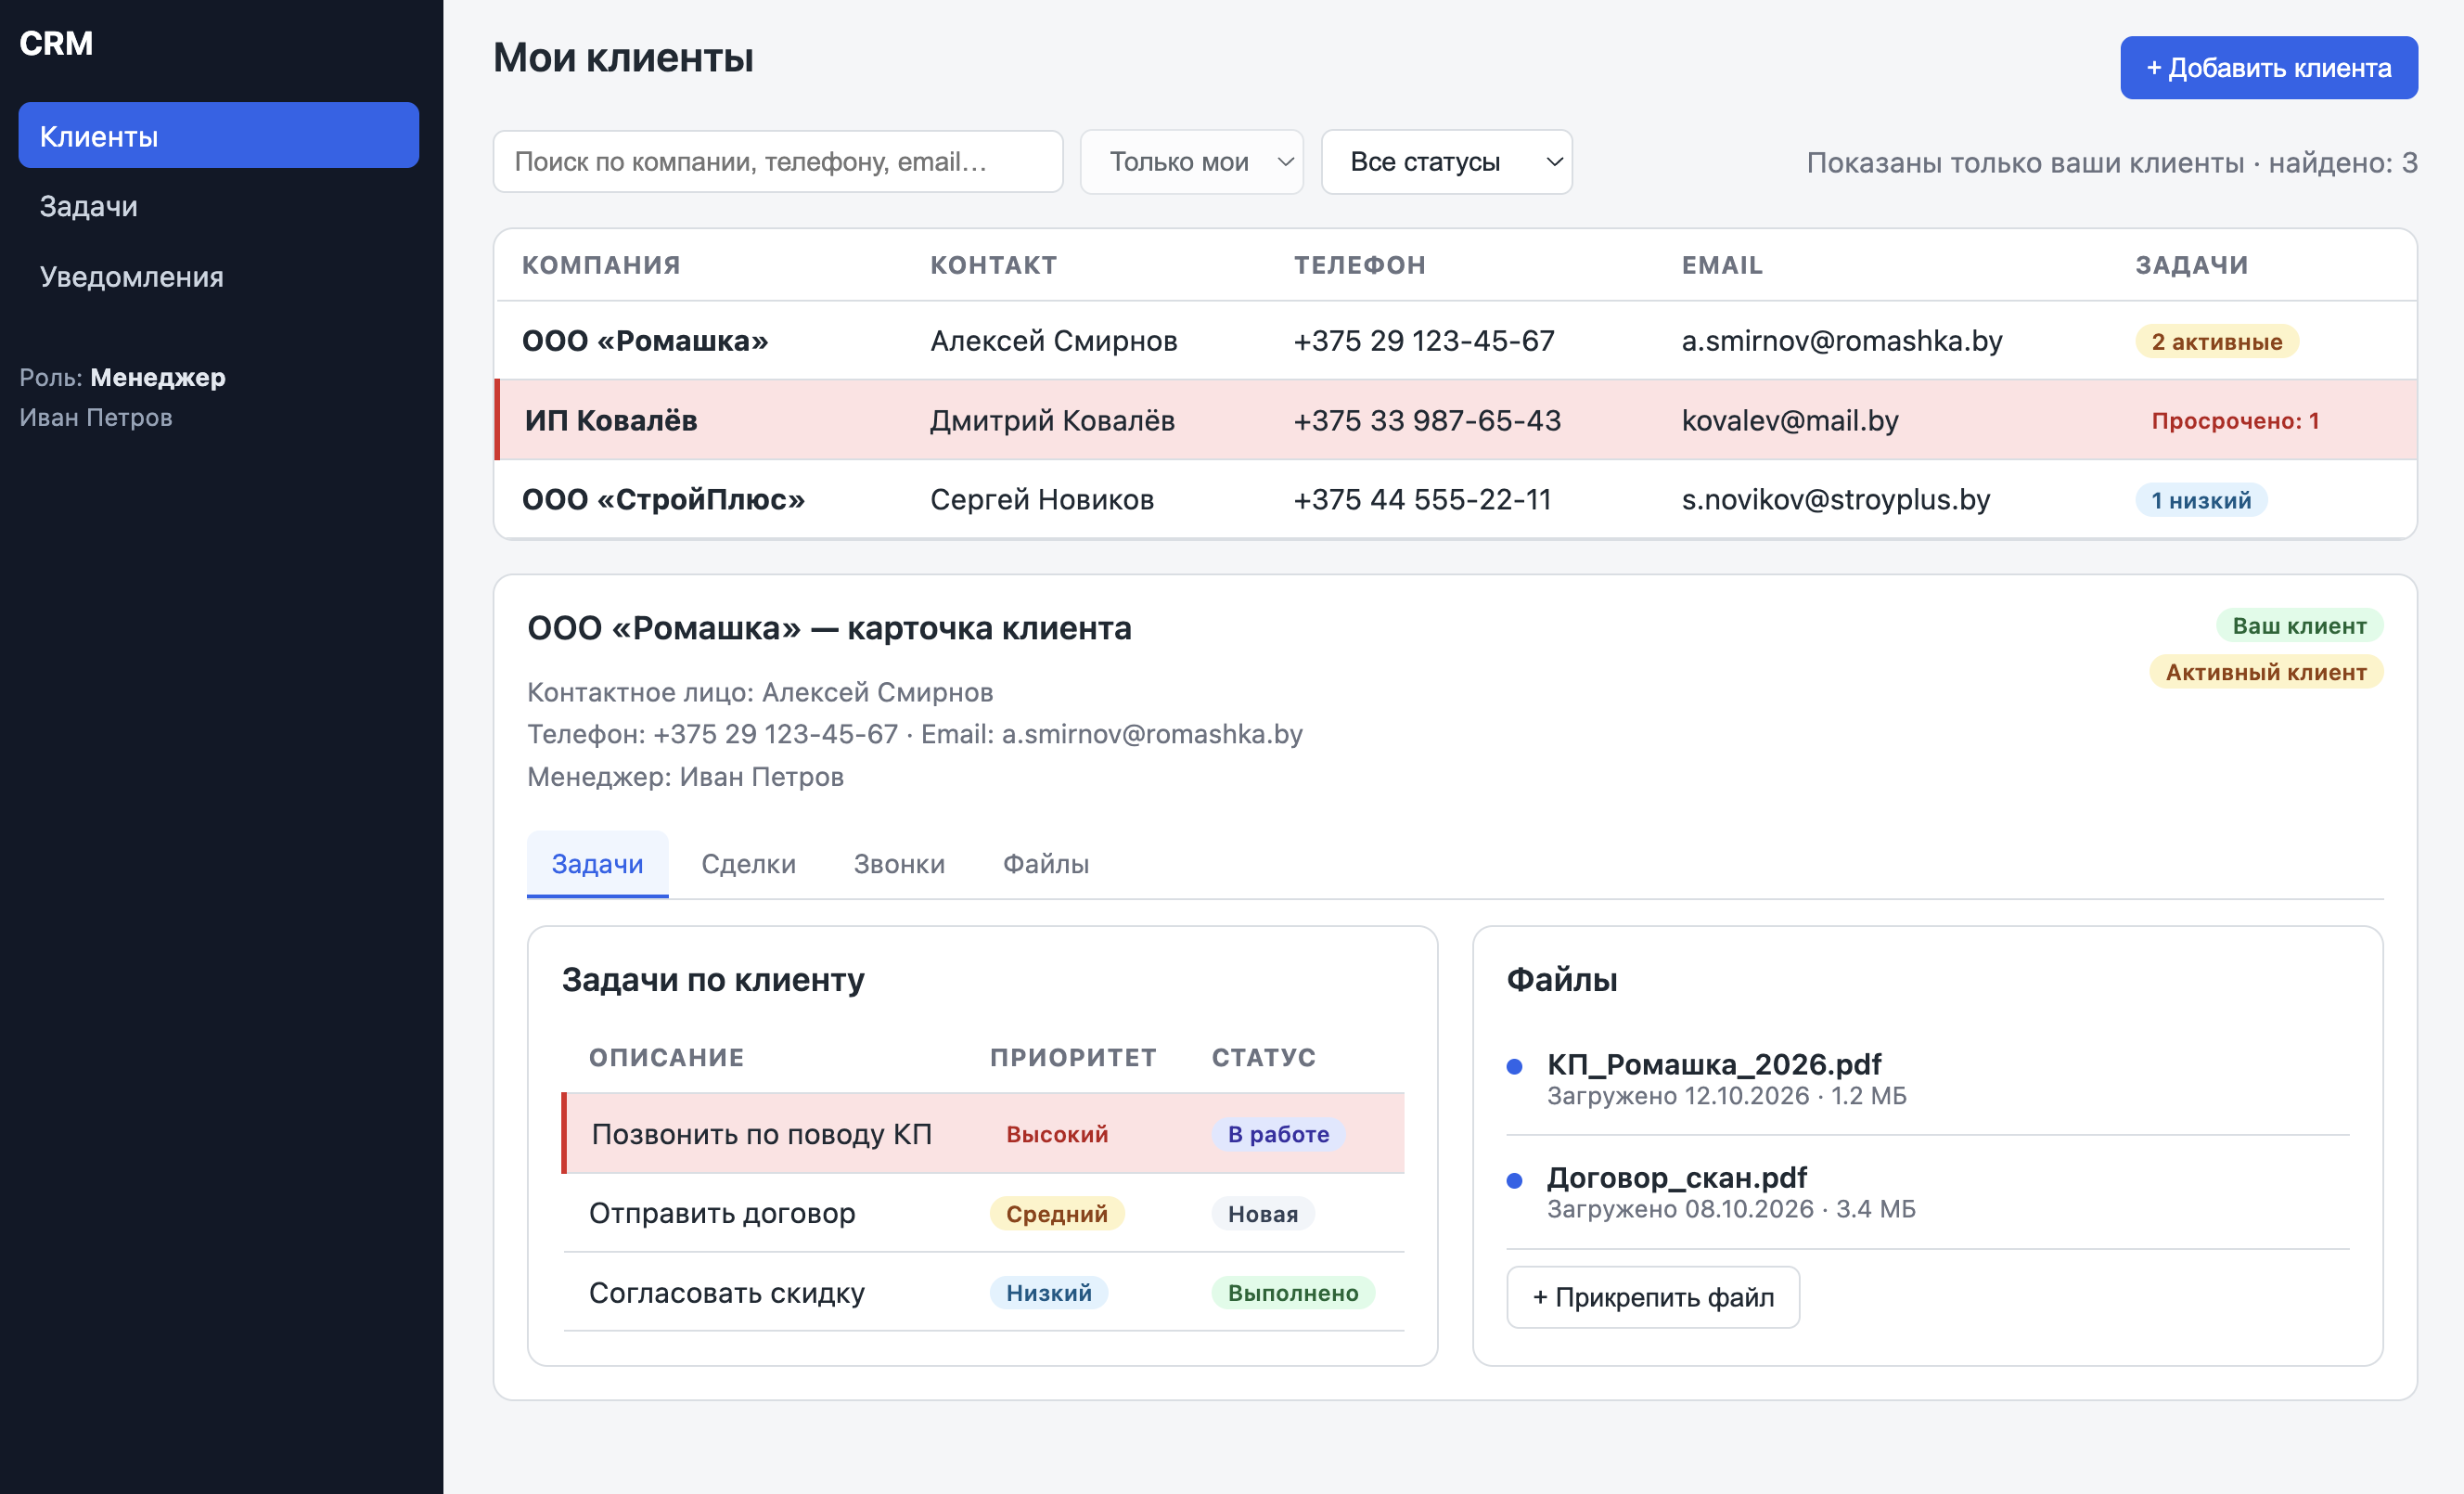 CRM
Клиенты
Задачи
Уведомления
Роль: Менеджер
Иван Петров
Мои клиенты
+ Добавить клиента
Поиск по компании, телефону, email…
Только мои
Все статусы
Показаны только ваши клиенты · найдено: 3
КОМПАНИЯ КОНТАКТ ТЕЛЕФОН EMAIL ЗАДАЧИ
ООО «Ромашка» Алексей Смирнов +375 29 123-45-67 a.smirnov@romashka.by 2 активные
ИП Ковалёв Дмитрий Ковалёв +375 33 987-65-43 kovalev@mail.by Просрочено: 1
ООО «СтройПлюс» Сергей Новиков +375 44 555-22-11 s.novikov@stroyplus.by 1 низкий
ООО «Ромашка» — карточка клиента
Ваш клиент
Активный клиент
Контактное лицо: Алексей Смирнов
Телефон: +375 29 123-45-67 · Email: a.smirnov@romashka.by
Менеджер: Иван Петров
Задачи Сделки Звонки Файлы
Задачи по клиенту
ОПИСАНИЕ ПРИОРИТЕТ СТАТУС
Позвонить по поводу КП Высокий В работе
Отправить договор Средний Новая
Согласовать скидку Низкий Выполнено
Файлы
КП_Ромашка_2026.pdf
Загружено 12.10.2026 · 1.2 МБ
Договор_скан.pdf
Загружено 08.10.2026 · 3.4 МБ
+ Прикрепить файл